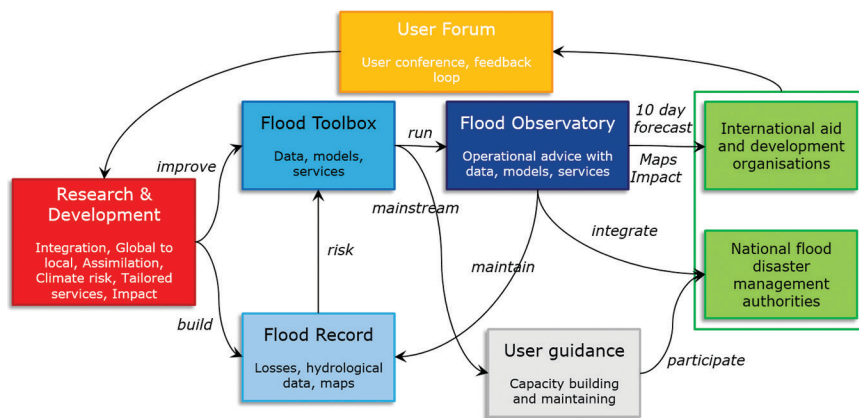 User Forum
User conference, feedback
loop
Flood Toolbox
Data, models,
services
run
Flood Observatory
Operational advice with
data, models, services
10 day
forecast
Maps
Impact
International aid
and development
organisations
improve
Research &
Development
Integration, Global to
local, Assimilation,
Climate risk, Tailored
services, Impact
mainstream
risk
maintain
integrate
National flood
disaster
management
authorities
build
Flood Record
Losses, hydrological
data, maps
User guidance
Capacity building
and maintaining
participate